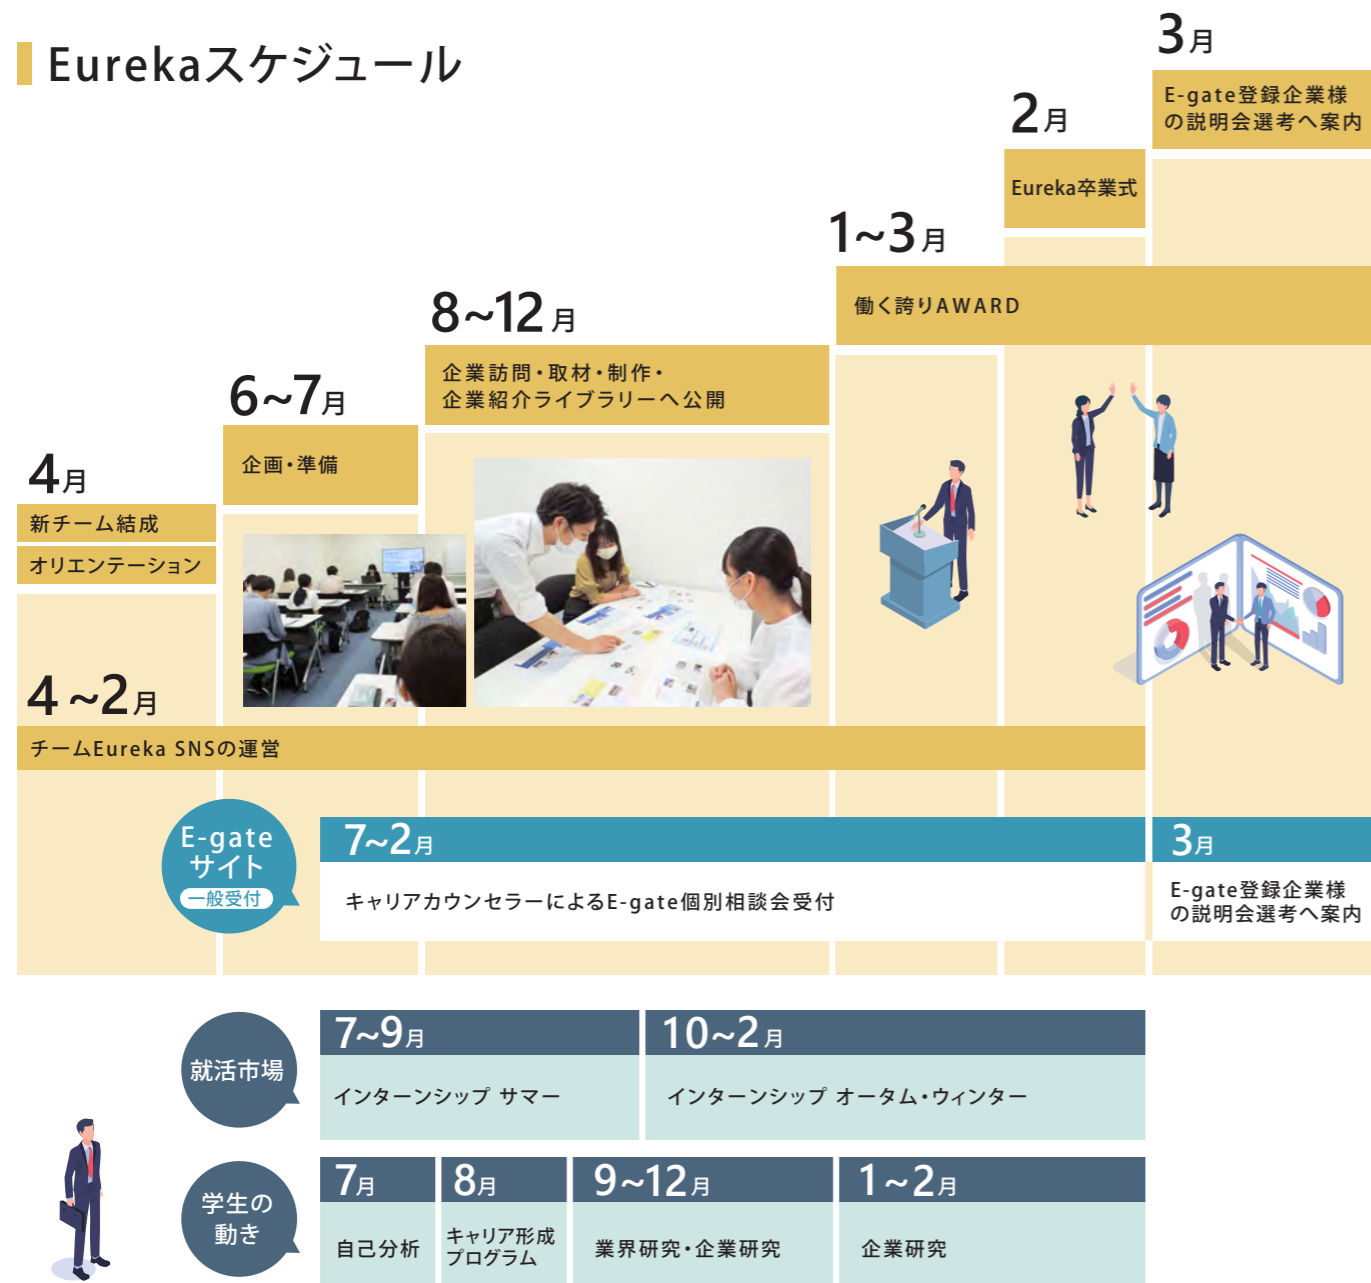 Eurekaスケジュール
3月
E-gate登録企業様
の説明会選考へ案内
2月
Eureka卒業式
1~3月
働く誇りAWARD
8~12月
企業訪問・取材・制作・
企業紹介ライブラリーへ公開
6~7月
企画・準備
4月
新チーム結成
オリエンテーション
4~2月
チームEureka SNSの運営
E-gate
サイト
一般受付
7~2月
キャリアカウンセラーによるE-gate個別相談会受付
3月
E-gate登録企業様
の説明会選考へ案内
就活市場
7~9月
インターンシップ サマー
10~2月
インターンシップ オータム・ウィンター
学生の
動き
7月
自己分析
8月
キャリア形成
プログラム
9~12月
業界研究・企業研究
1~2月
企業研究